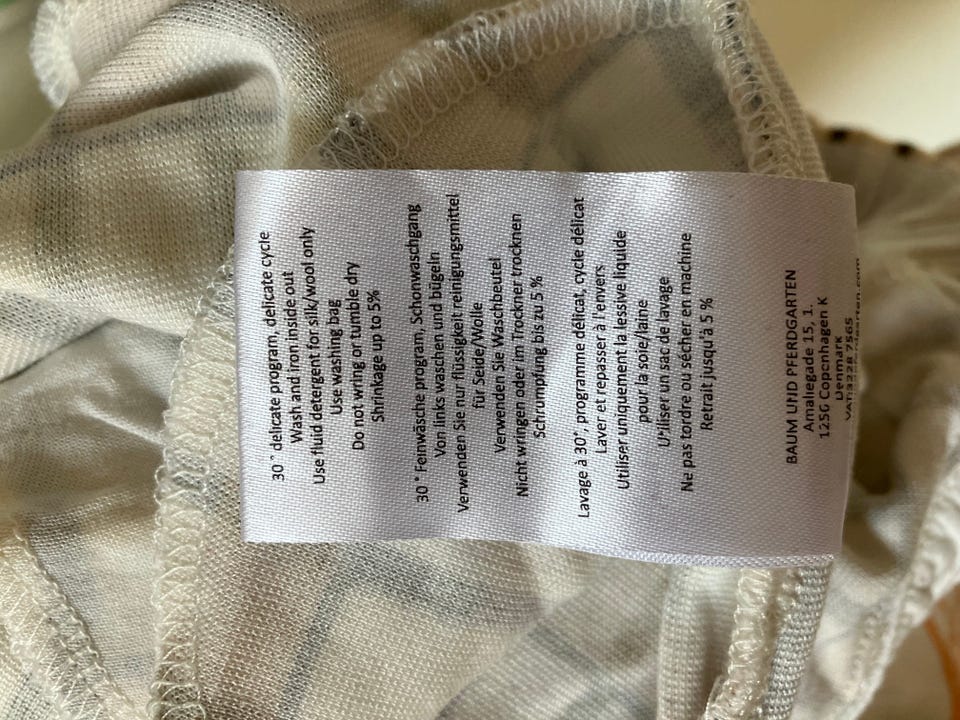 30 ° delicate program, delicate cycle
Wash and iron inside out
Use fluid detergent for silk/wool only
Use washing bag
Do not wring or tumble dry
Shrinkage up to 5%
30 ° Feinwäsche program, Schonwaschgang
Von links waschen und bügeln
Verwenden Sie nur flüssigkeit reinigungsmittel
für Seide/Wolle
Verwenden Sie Waschbeutel
Nicht wringen oder im Trockner trocknen
Schrumpfung bis zu 5 %
Lavage à 30°, programme délicat, cycle délicat
Laver et repasser à l'envers
Utiliser uniquement la lessive liquide
pour la soie/laine
Utiliser un sac de lavage
Ne pas tordre ou sécher en machine
Retrait jusqu'à 5 %
BAUM UND PFERDGARTEN
Amaliegade 15, 1.
1256 Copenhagen K
Denmark
VAT:3228 7565